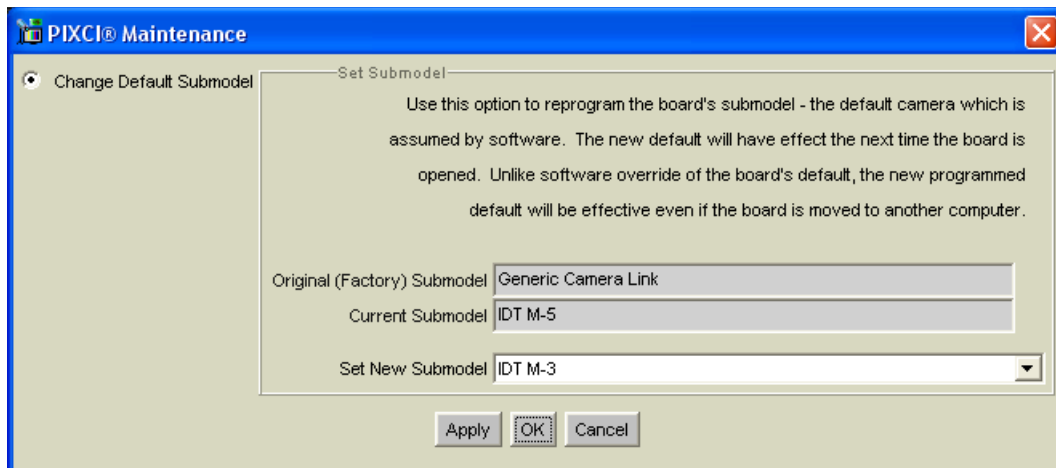 PIXCI® Maintenance
Change Default Submodel
Set Submodel
Use this option to reprogram the board's submodel - the default camera which is
assumed by software. The new default will have effect the next time the board is
opened. Unlike software override of the board's default, the new programmed
default will be effective even if the board is moved to another computer.
Original (Factory) Submodel Generic Camera Link
Current Submodel IDT M-5
Set New Submodel IDT M-3
Apply OK Cancel